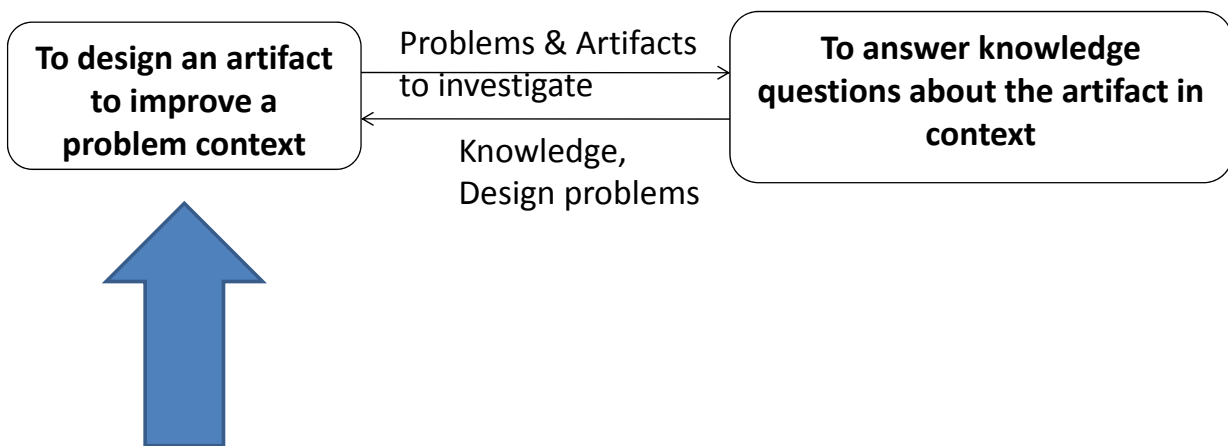 To design an artifact
to improve a
problem context
Problems & Artifacts
to investigate
Knowledge,
Design problems
To answer knowledge
questions about the artifact in
context